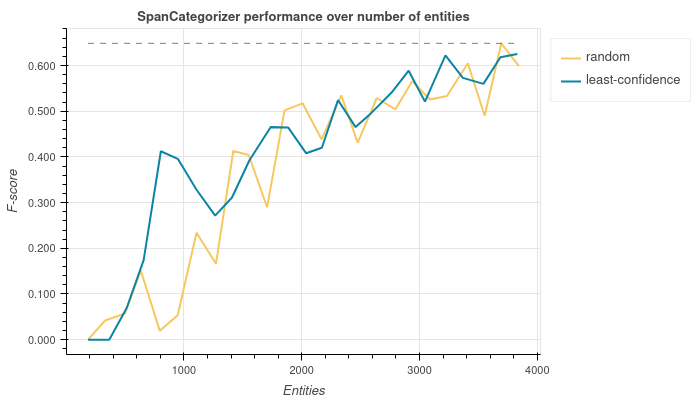 SpanCategorizer performance over number of entities
random
least-confidence
F-score
0.600
0.500
0.400
0.300
0.200
0.100
0.000
1000 2000 3000 4000
Entities